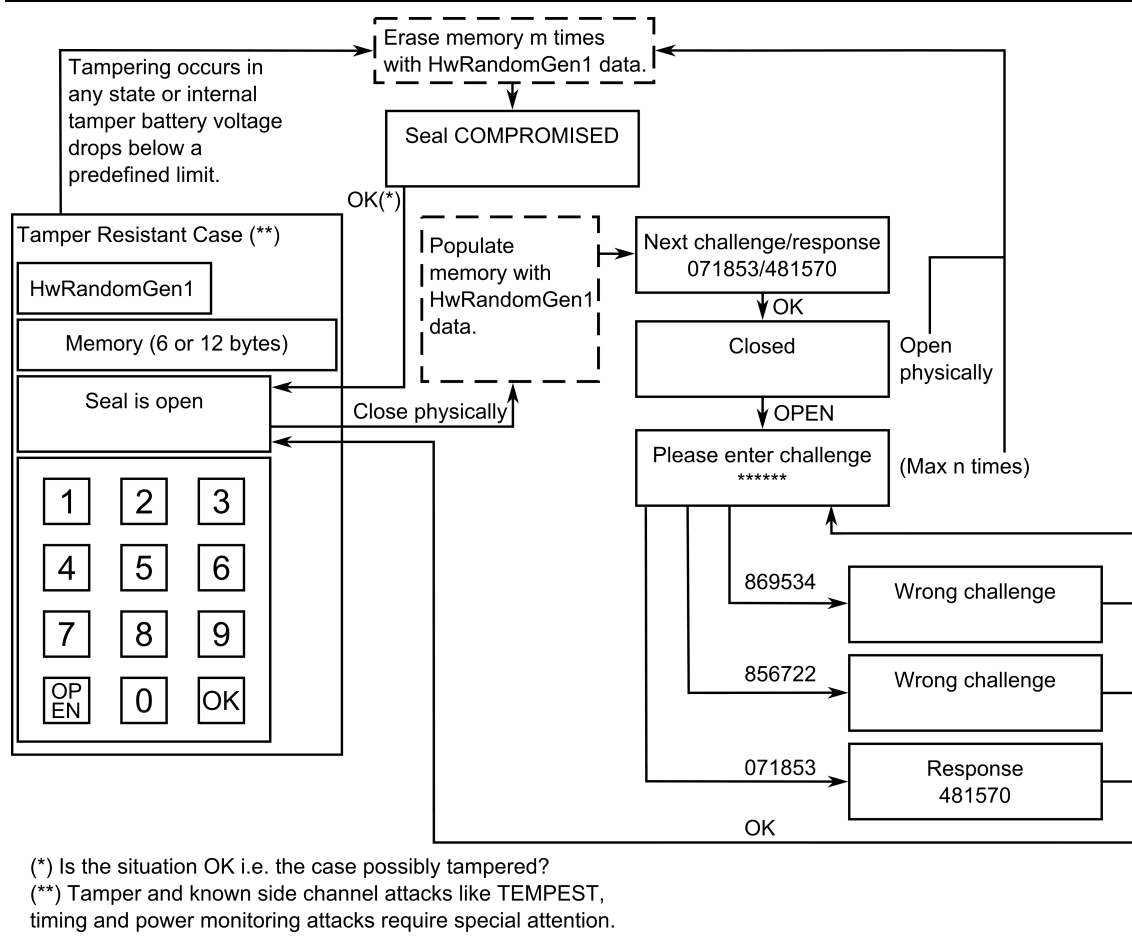 Erase memory m times
with HwRandomGen1 data.
Tampering occurs in
any state or internal
tamper battery voltage
drops below a
predefined limit.
Seal COMPROMISED
OK(*)
Tamper Resistant Case (**)
HwRandomGen1
Memory (6 or 12 bytes)
Seal is open
Close physically
Populate
memory with
HwRandomGen1
data.
Next challenge/response
071853/481570
OK
Closed
Open
physically
OPEN
Please enter challenge
******
(Max n times)
1 2 3
4 5 6
7 8 9
OP
EN
0 OK
869534
Wrong challenge
856722
Wrong challenge
071853
Response
481570
OK
(*) Is the situation OK i.e. the case possibly tampered?
(**) Tamper and known side channel attacks like TEMPEST,
timing and power monitoring attacks require special attention.